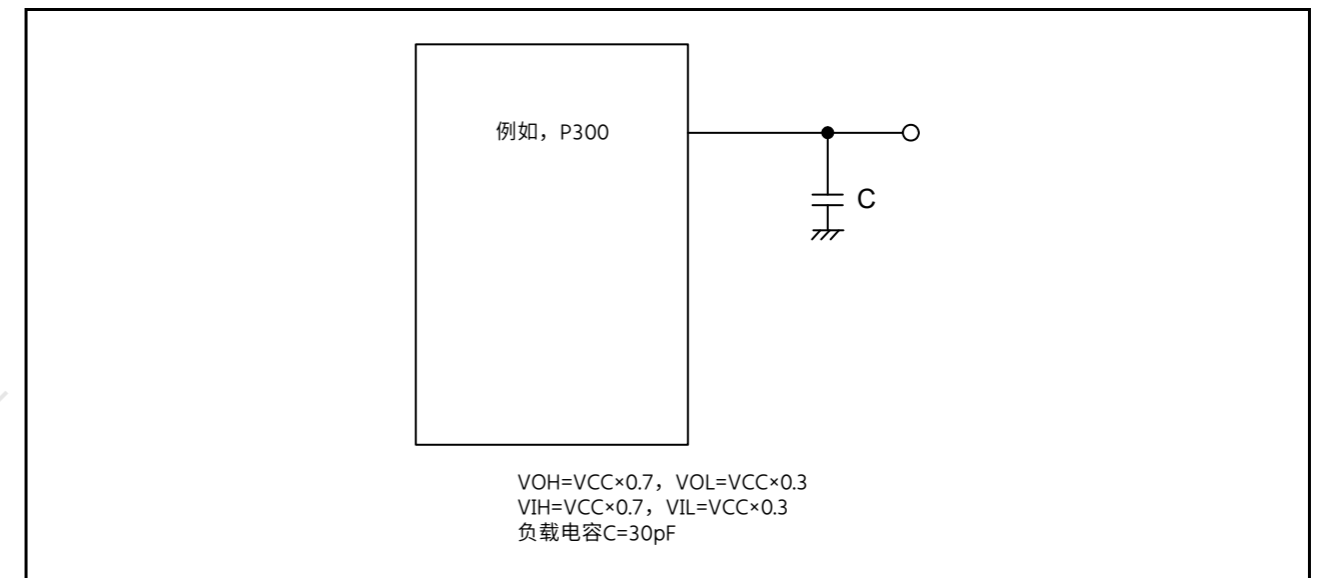 例如，P300
C
VOH=VCC×0.7，VOL=VCC×0.3
VIH=VCC×0.7，VIL=VCC×0.3
负载电容C=30pF